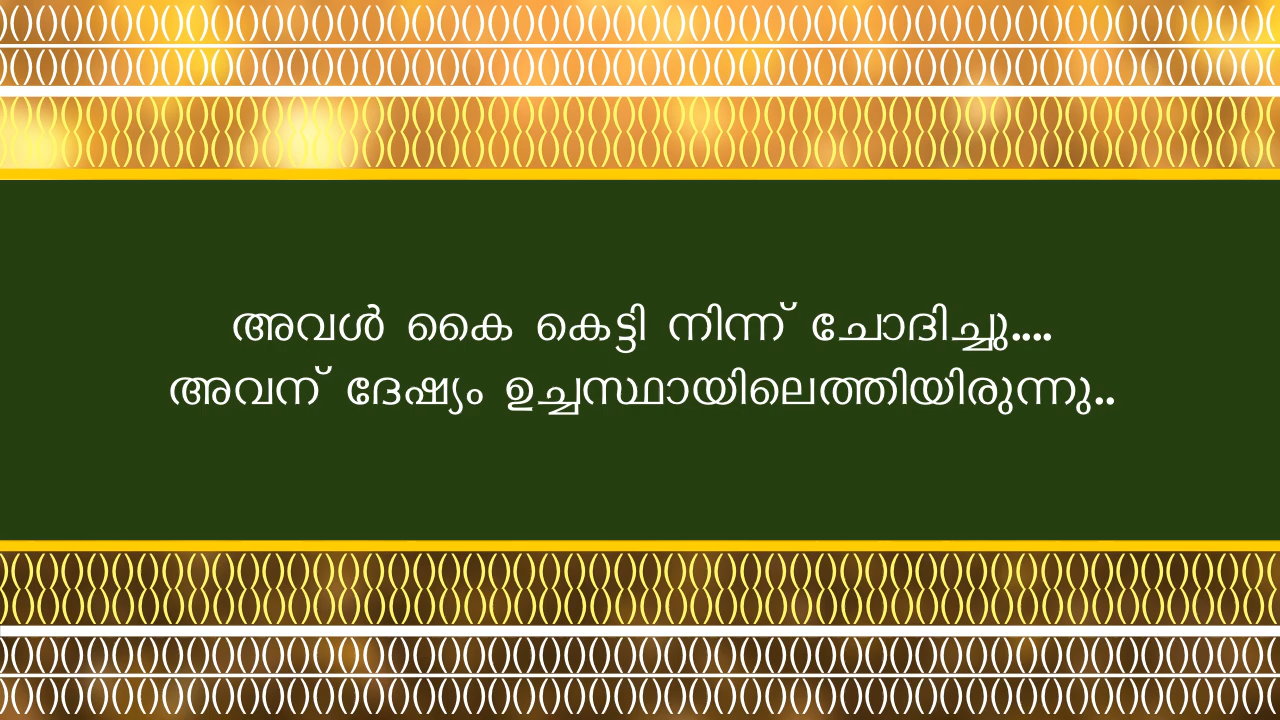 അവൾ കൈ കെട്ടി നിന്ന് ചോദിച്ചു....
അവന് ദേഷ്യം ഉച്ചസ്ഥായിലെത്തിയിരുന്നു..